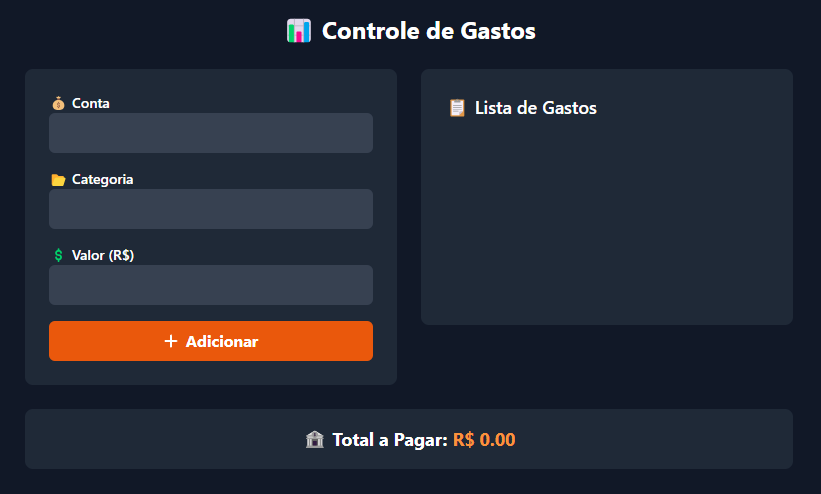 Controle de Gastos
Conta
Categoria
Valor (R$)
+ Adicionar
Lista de Gastos
Total a Pagar: R$ 0.00